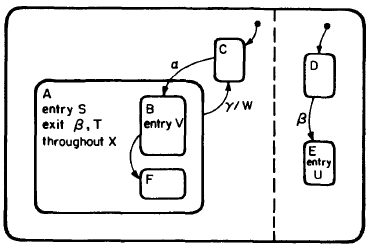 C
α
D
A
entry S
exit β, T
throughout X
B
entry V
γ/W
β
E
entry
U
F